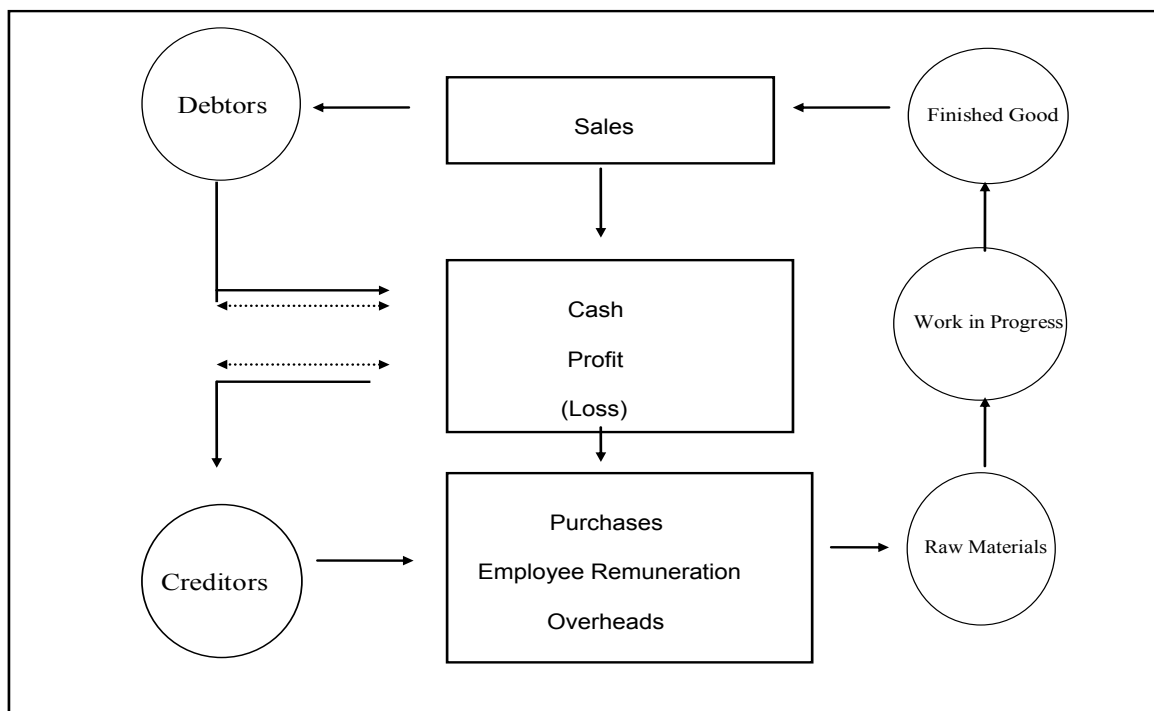 Debtors
Sales
Finished Good
Cash
Profit
(Loss)
Work in Progress
Purchases
Employee Remuneration
Overheads
Creditors
Raw Materials